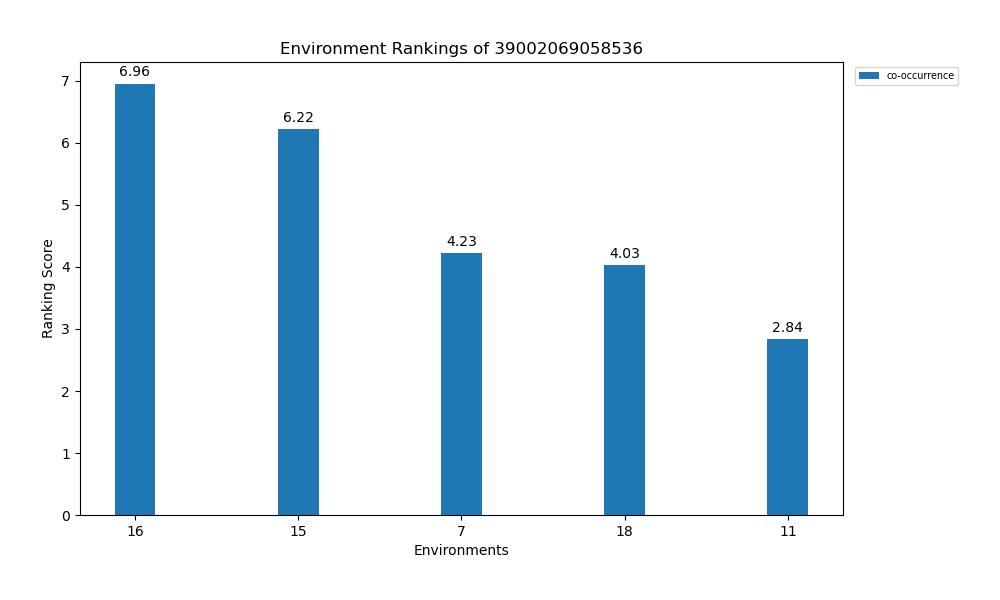 Environment Rankings of 39002069058536
co-occurrence
6.96
6.22
4.23
4.03
2.84
Ranking Score
7
6
5
4
3
2
1
0
16 15 7 18 11
Environments